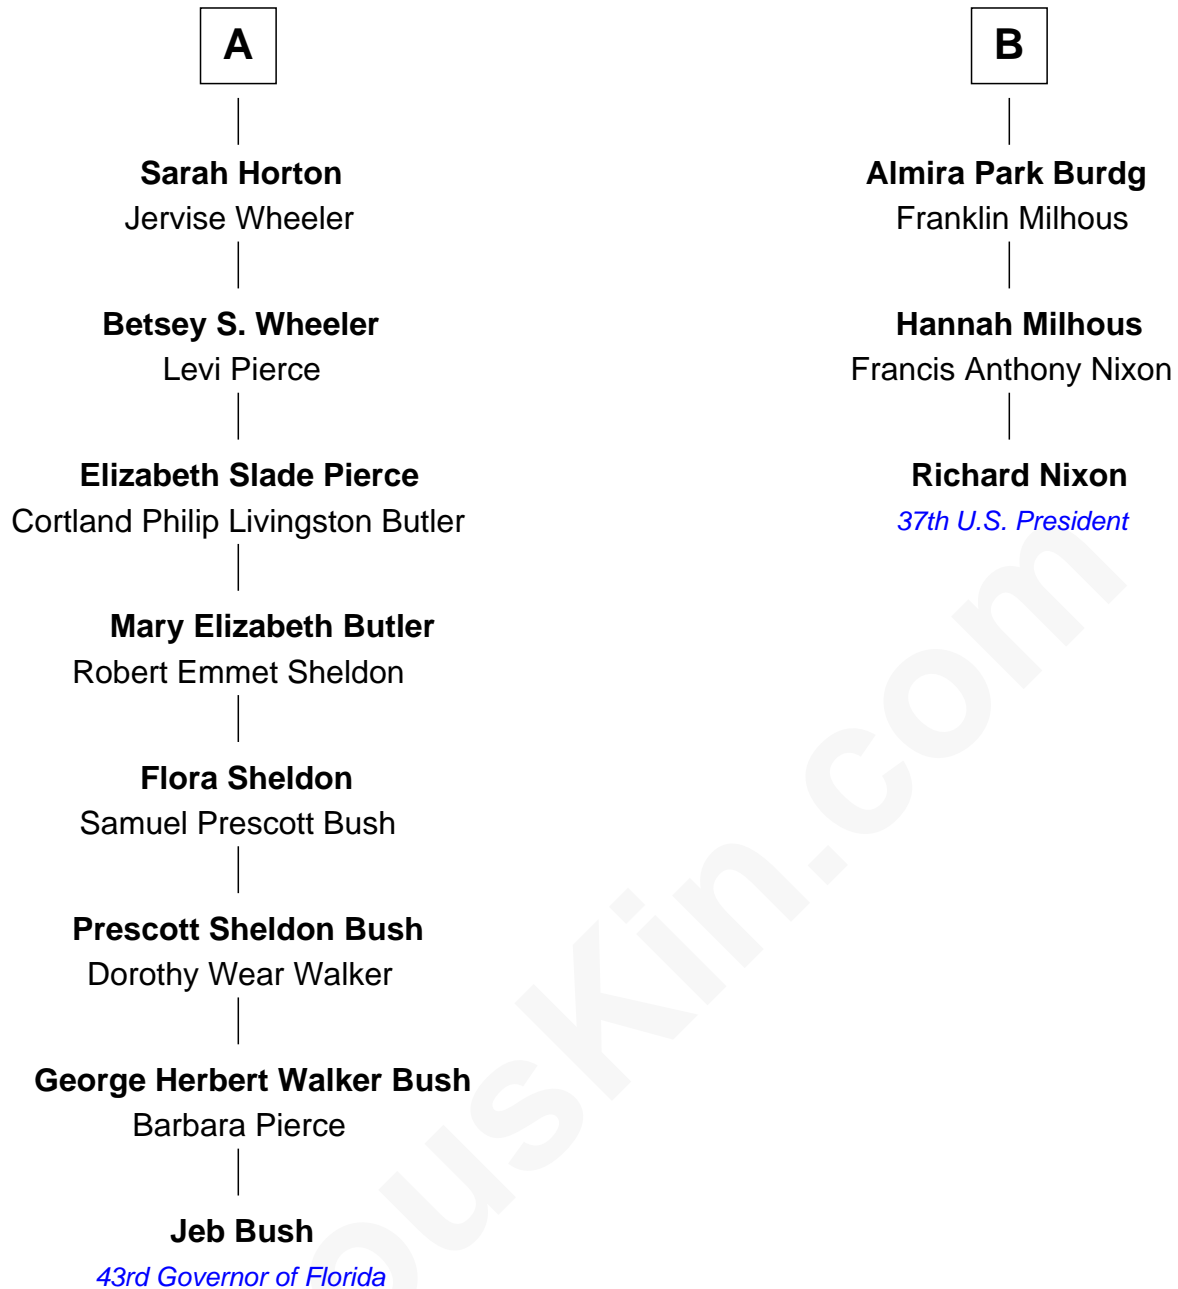 A
Sarah Horton
Jervise Wheeler
Betsey S. Wheeler
Levi Pierce
Elizabeth Slade Pierce
Cortland Philip Livingston Butler
Mary Elizabeth Butler
Robert Emmet Sheldon
Flora Sheldon
Samuel Prescott Bush
Prescott Sheldon Bush
Dorothy Wear Walker
George Herbert Walker Bush
Barbara Pierce
Jeb Bush
43rd Governor of Florida
B
Almira Park Burdg
Franklin Milhous
Hannah Milhous
Francis Anthony Nixon
Richard Nixon
37th U.S. President
ousKin.com